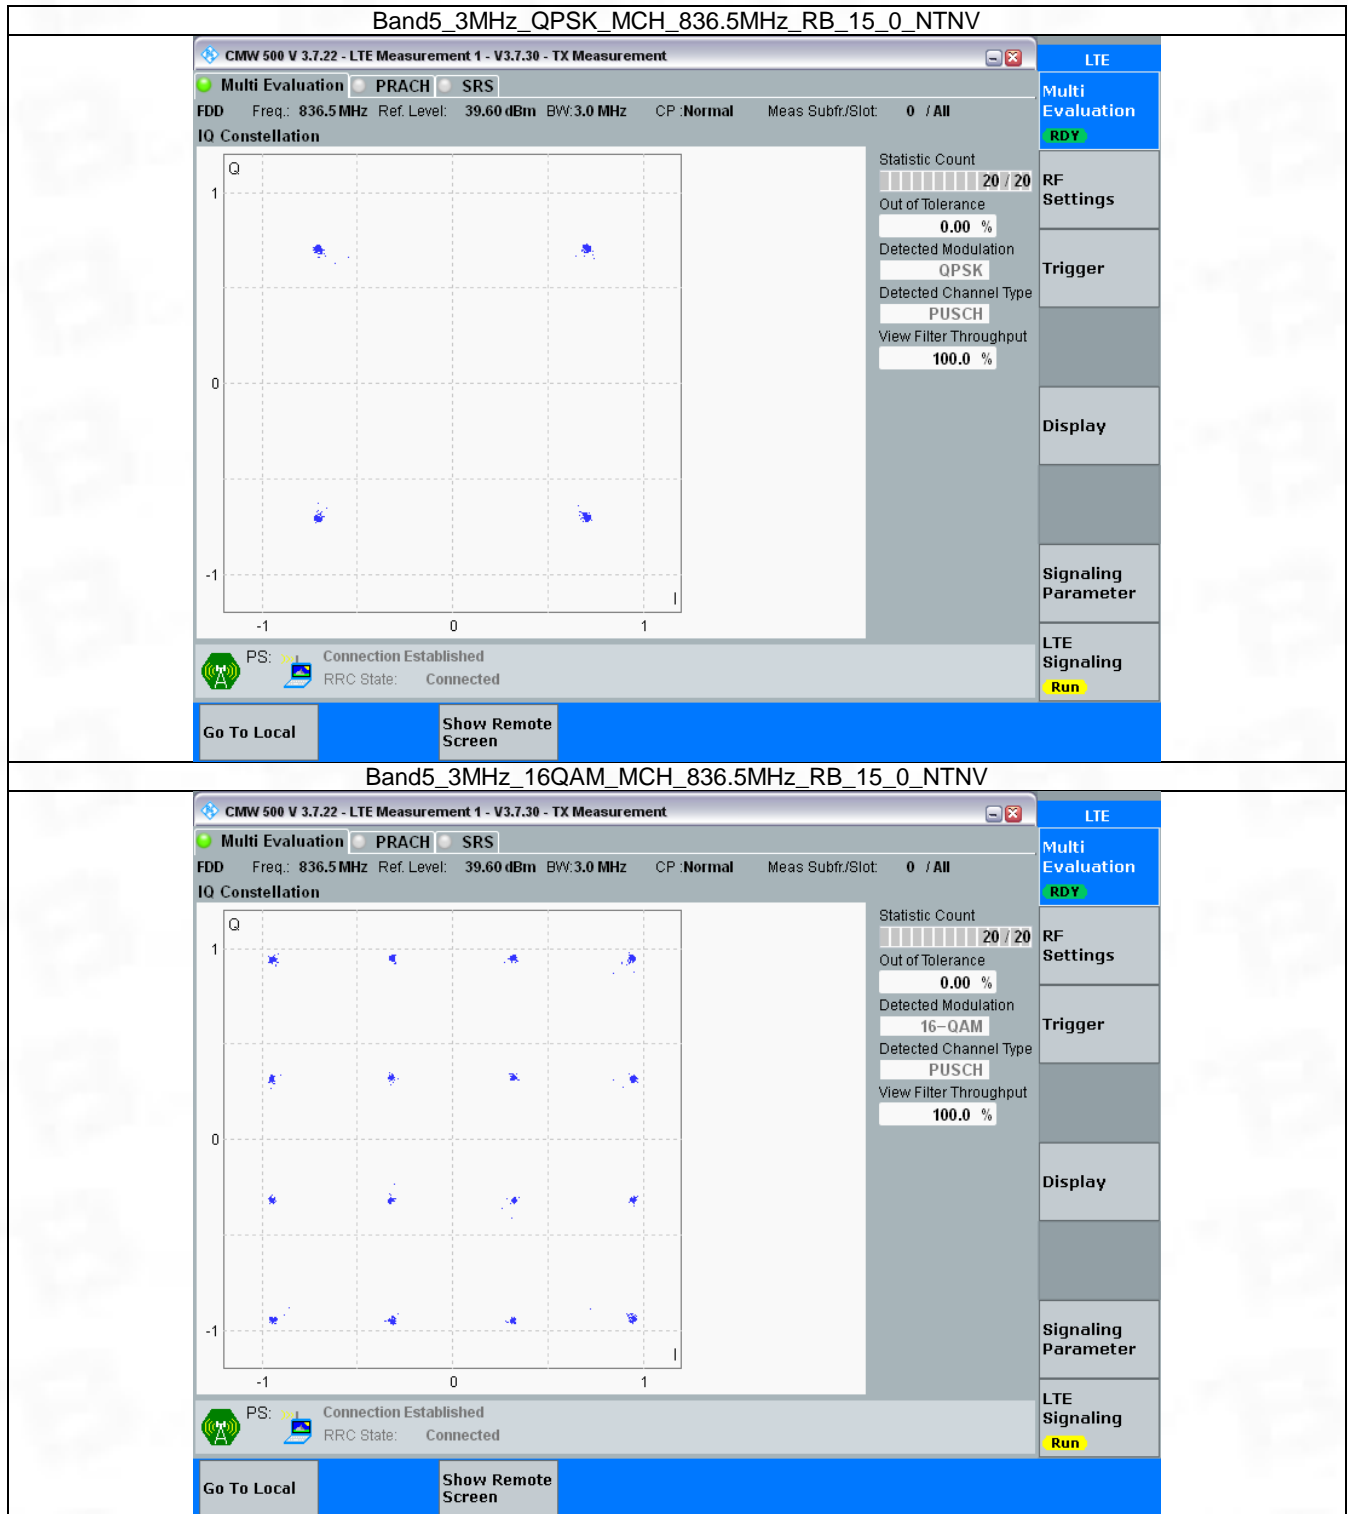 Band5_3MHz_QPSK_MCH_836.5MHz_RB_15_0_NTNV
CMW 500 V 3.7.22 - LTE Measurement 1 - V3.7.30 - TX Measurement
LTE
Multi Evaluation PRACH SRS
Multi
Evaluation
RDY
FDD Freq.: 836.5 MHz Ref. Level: 39.60 dBm BW: 3.0 MHz CP :Normal Meas Subfr./Slot: 0 / All
IQ Constellation
Q
1
0
-1
I
-1 0 1
Statistic Count
20 / 20
Out of Tolerance
0.00 %
Detected Modulation
QPSK
Detected Channel Type
PUSCH
View Filter Throughput
100.0 %
RF
Settings
Trigger
Display
Signaling
Parameter
LTE
Signaling
Run
PS: Connection Established
RRC State: Connected
Go To Local
Show Remote
Screen
Band5_3MHz_16QAM_MCH_836.5MHz_RB_15_0_NTNV
CMW 500 V 3.7.22 - LTE Measurement 1 - V3.7.30 - TX Measurement
LTE
Multi Evaluation PRACH SRS
Multi
Evaluation
RDY
FDD Freq.: 836.5 MHz Ref. Level: 39.60 dBm BW: 3.0 MHz CP :Normal Meas Subfr./Slot: 0 / All
IQ Constellation
Q
1
0
-1
I
-1 0 1
Statistic Count
20 / 20
Out of Tolerance
0.00 %
Detected Modulation
16-QAM
Detected Channel Type
PUSCH
View Filter Throughput
100.0 %
RF
Settings
Trigger
Display
Signaling
Parameter
LTE
Signaling
Run
PS: Connection Established
RRC State: Connected
Go To Local
Show Remote
Screen